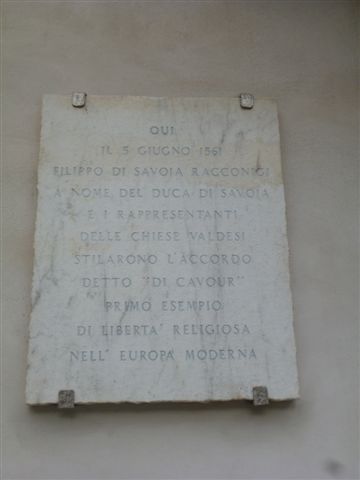 QUI
IL 5 GIUGNO 1561
FILIPPO DI SAVOIA RACCONIGI
A NOME DEL DUCA DI SAVOIA
E I RAPPRESENTANTI
DELLE CHIESE VALDESI
STILARONO L'ACCORDO
DETTO "DI CAVOUR"
PRIMO ESEMPIO
DI LIBERTA' RELIGIOSA
NELL' EUROPA MODERNA